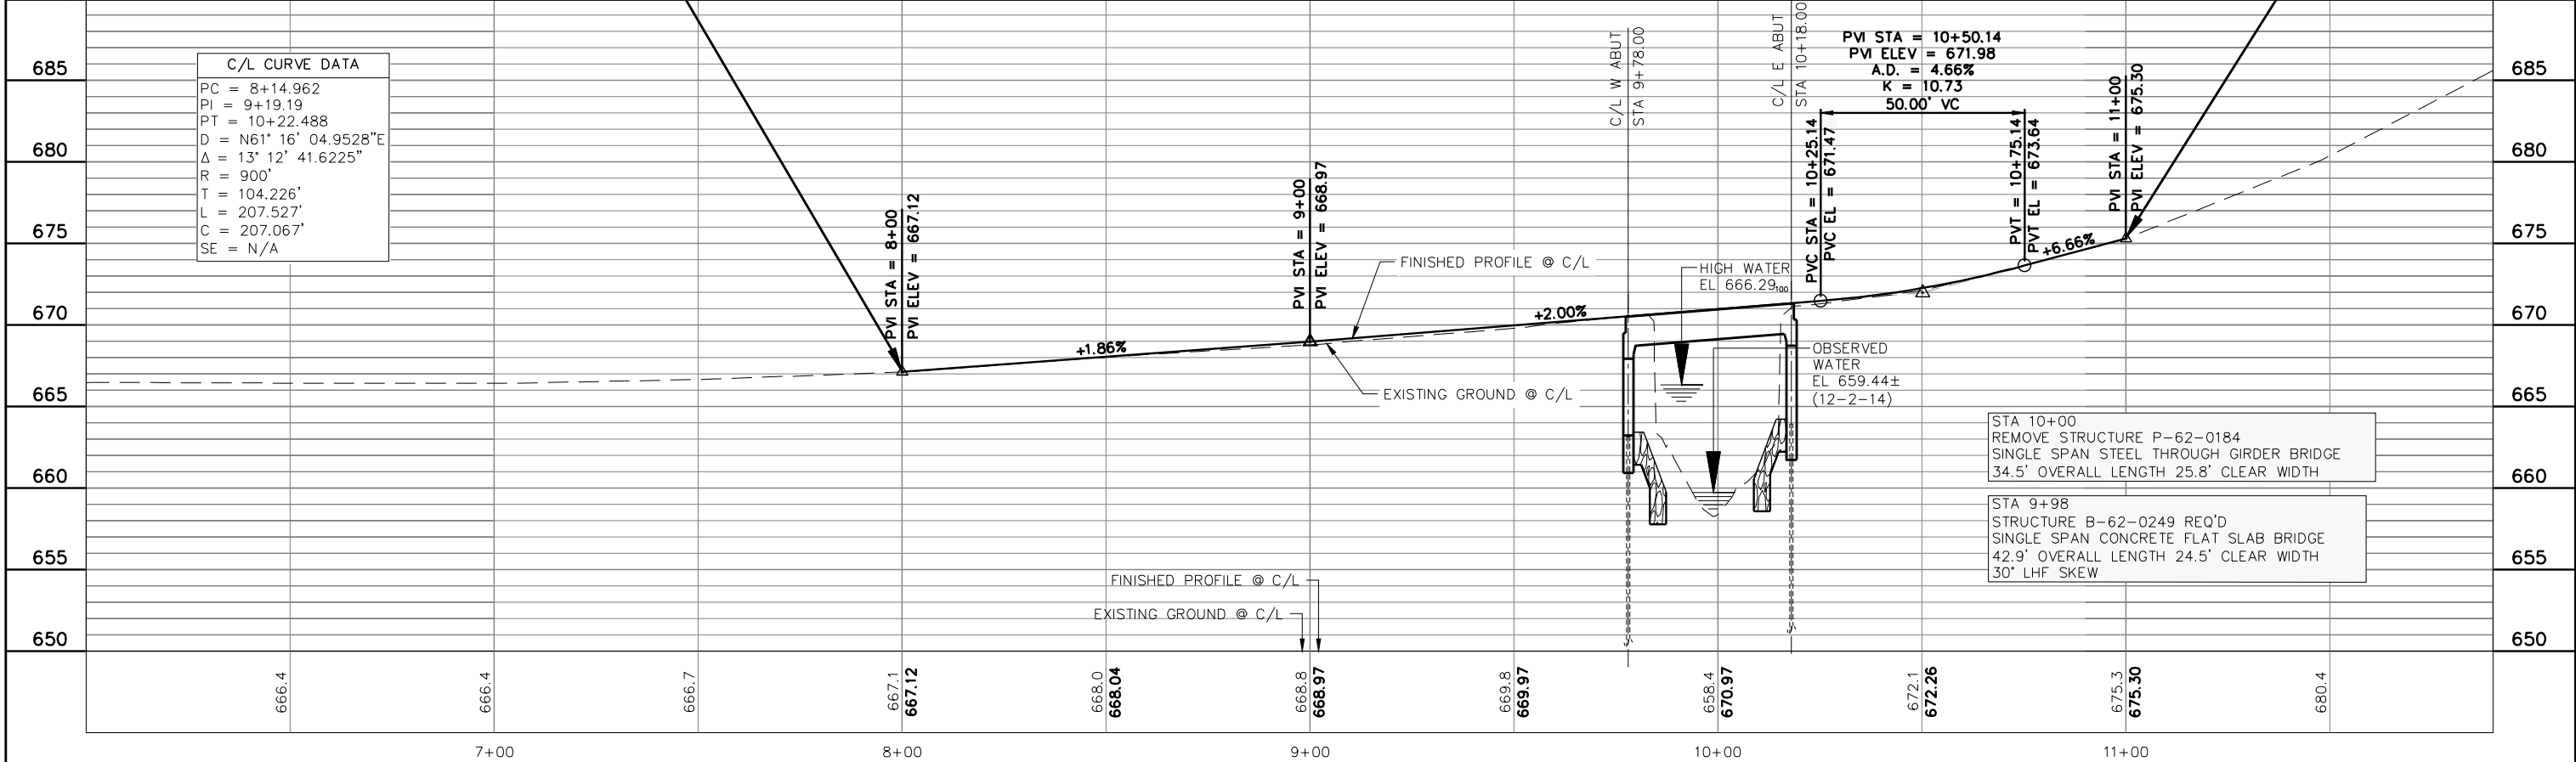 685
680
675
670
665
660
655
650
C/L CURVE DATA
PC = 8+14.962
PI = 9+19.19
PT = 10+22.488
D = N61° 16' 04.9528"E
Δ = 13° 12' 41.6225"
R = 900'
T = 104.226'
L = 207.527'
C = 207.067'
SE = N/A
PVI STA = 8+00
PVI ELEV = 667.12
+1.86%
PVI STA = 9+00
PVI ELEV = 668.97
FINISHED PROFILE @ C/L
EXISTING GROUND @ C/L
+2.00%
C/L W ABUT
STA 9+78.00
HIGH WATER
EL 666.29₁₀₀
OBSERVED
WATER
EL 659.44±
(12-2-14)
C/L E ABUT
STA 10+18.00
PVI STA = 10+50.14
PVI ELEV = 671.98
A.D. = 4.66%
K = 10.73
50.00' VC
PVC STA = 10+25.14
PVC EL = 671.47
PVT = 10+75.14
PVT EL = 673.64
+6.66%
PVI STA = 11+00
PVI ELEV = 675.30
STA 10+00
REMOVE STRUCTURE P-62-0184
SINGLE SPAN STEEL THROUGH GIRDER BRIDGE
34.5' OVERALL LENGTH 25.8' CLEAR WIDTH
STA 9+98
STRUCTURE B-62-0249 REQ'D
SINGLE SPAN CONCRETE FLAT SLAB BRIDGE
42.9' OVERALL LENGTH 24.5' CLEAR WIDTH
30° LHF SKEW
685
680
675
670
665
660
655
650
FINISHED PROFILE @ C/L
EXISTING GROUND @ C/L
666.4
666.4
666.7
667.1
667.12
668.0
668.04
668.8
668.97
669.8
669.97
658.4
670.97
672.1
672.26
675.3
675.30
680.4
7+00
8+00
9+00
10+00
11+00